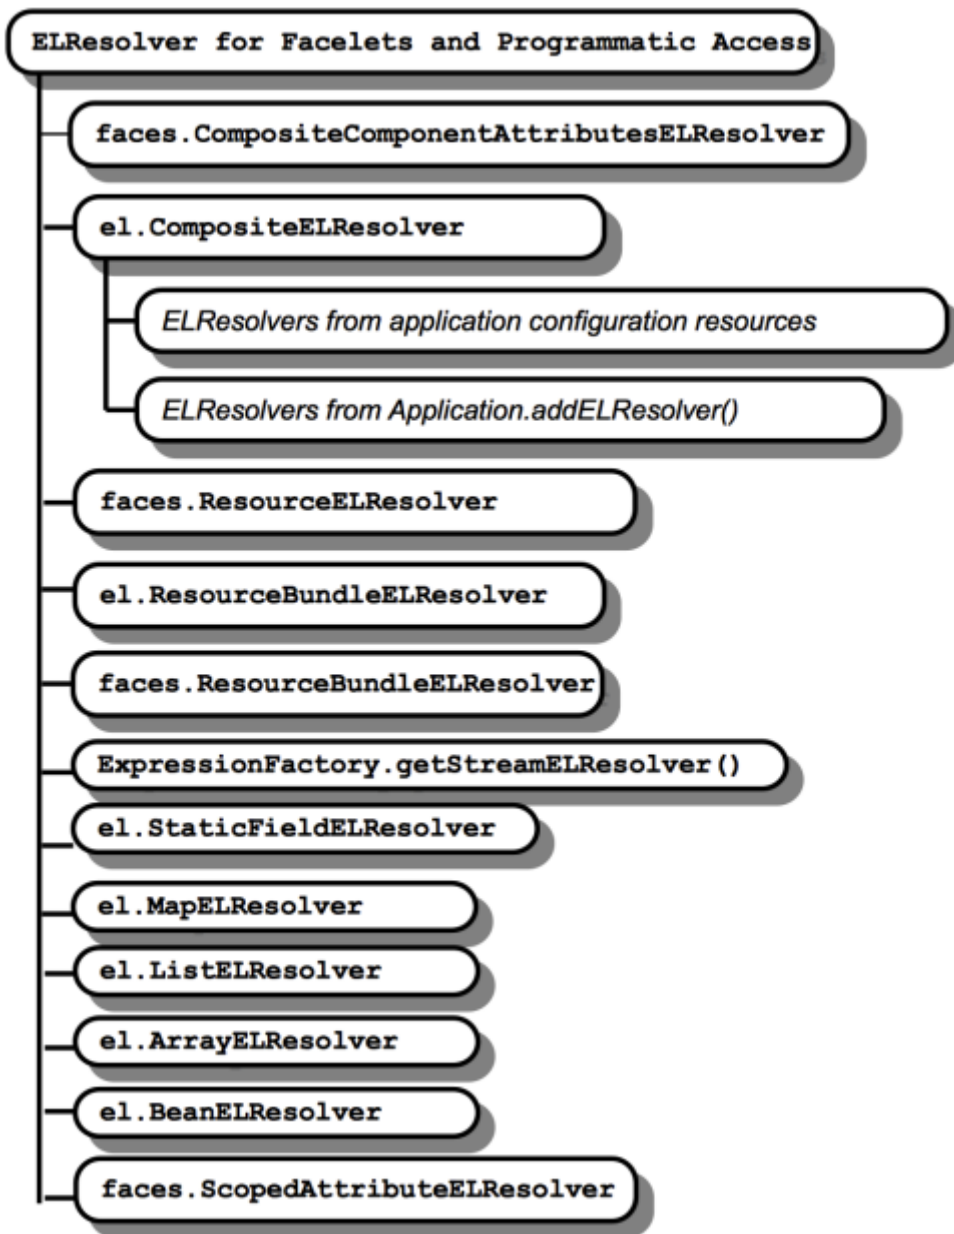 ELResolver for Facelets and Programmatic Access
faces.CompositeComponentAttributesELResolver
el.CompositeELResolver
ELResolvers from application configuration resources
ELResolvers from Application.addELResolver()
faces.ResourceELResolver
el.ResourceBundleELResolver
faces.ResourceBundleELResolver
ExpressionFactory.getStreamELResolver()
el.StaticFieldELResolver
el.MapELResolver
el.ListELResolver
el.ArrayELResolver
el.BeanELResolver
faces.ScopedAttributeELResolver